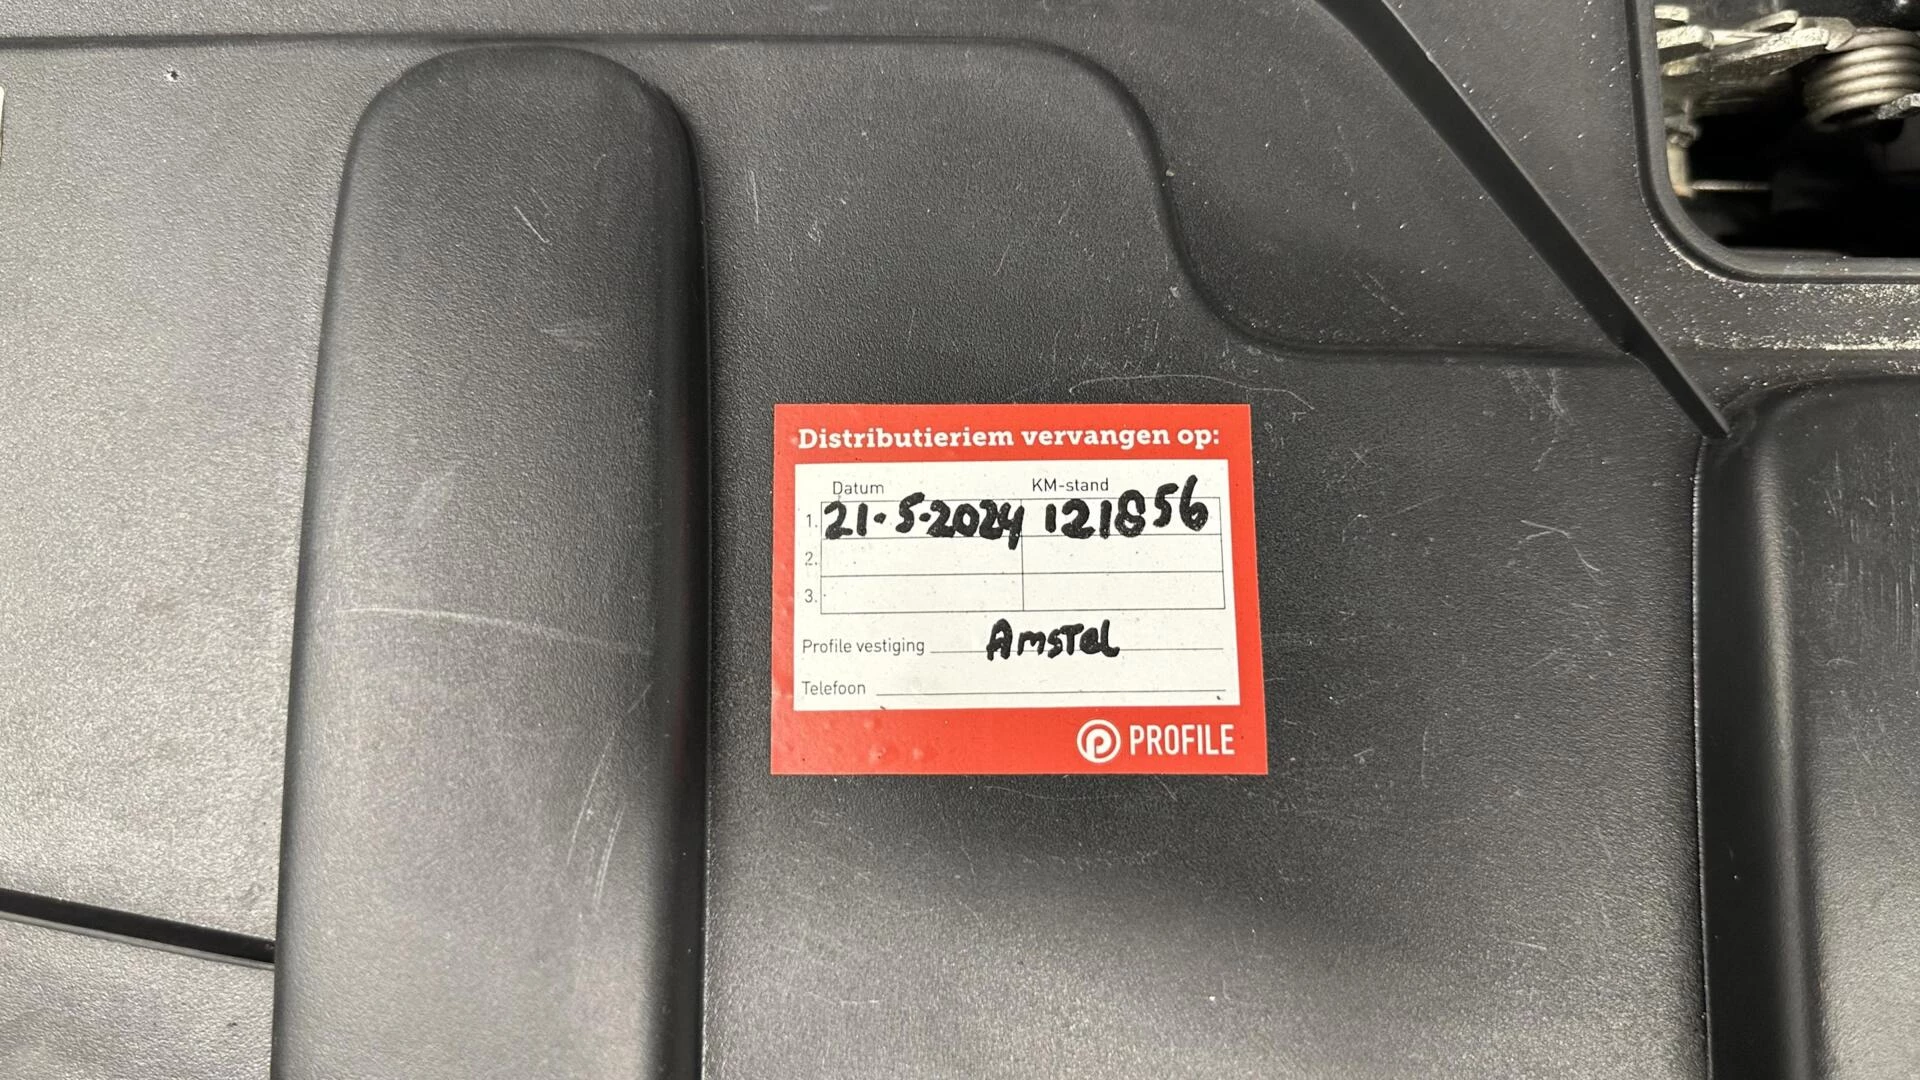 Distributieriem vervangen op:
Datum KM-stand
1. 21-5-2024 121856
2.
3.
Profile vestiging Amstel
Telefoon
PROFILE